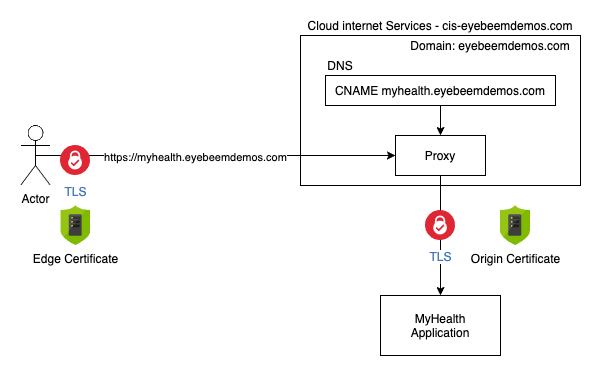 Cloud internet Services - cis-eyebeemdemos.com
Domain: eyebeemdemos.com
DNS
CNAME myhealth.eyebeemdemos.com
https://myhealth.eyebeemdemos.com
Proxy
Actor
TLS
Edge Certificate
TLS
Origin Certificate
MyHealth
Application